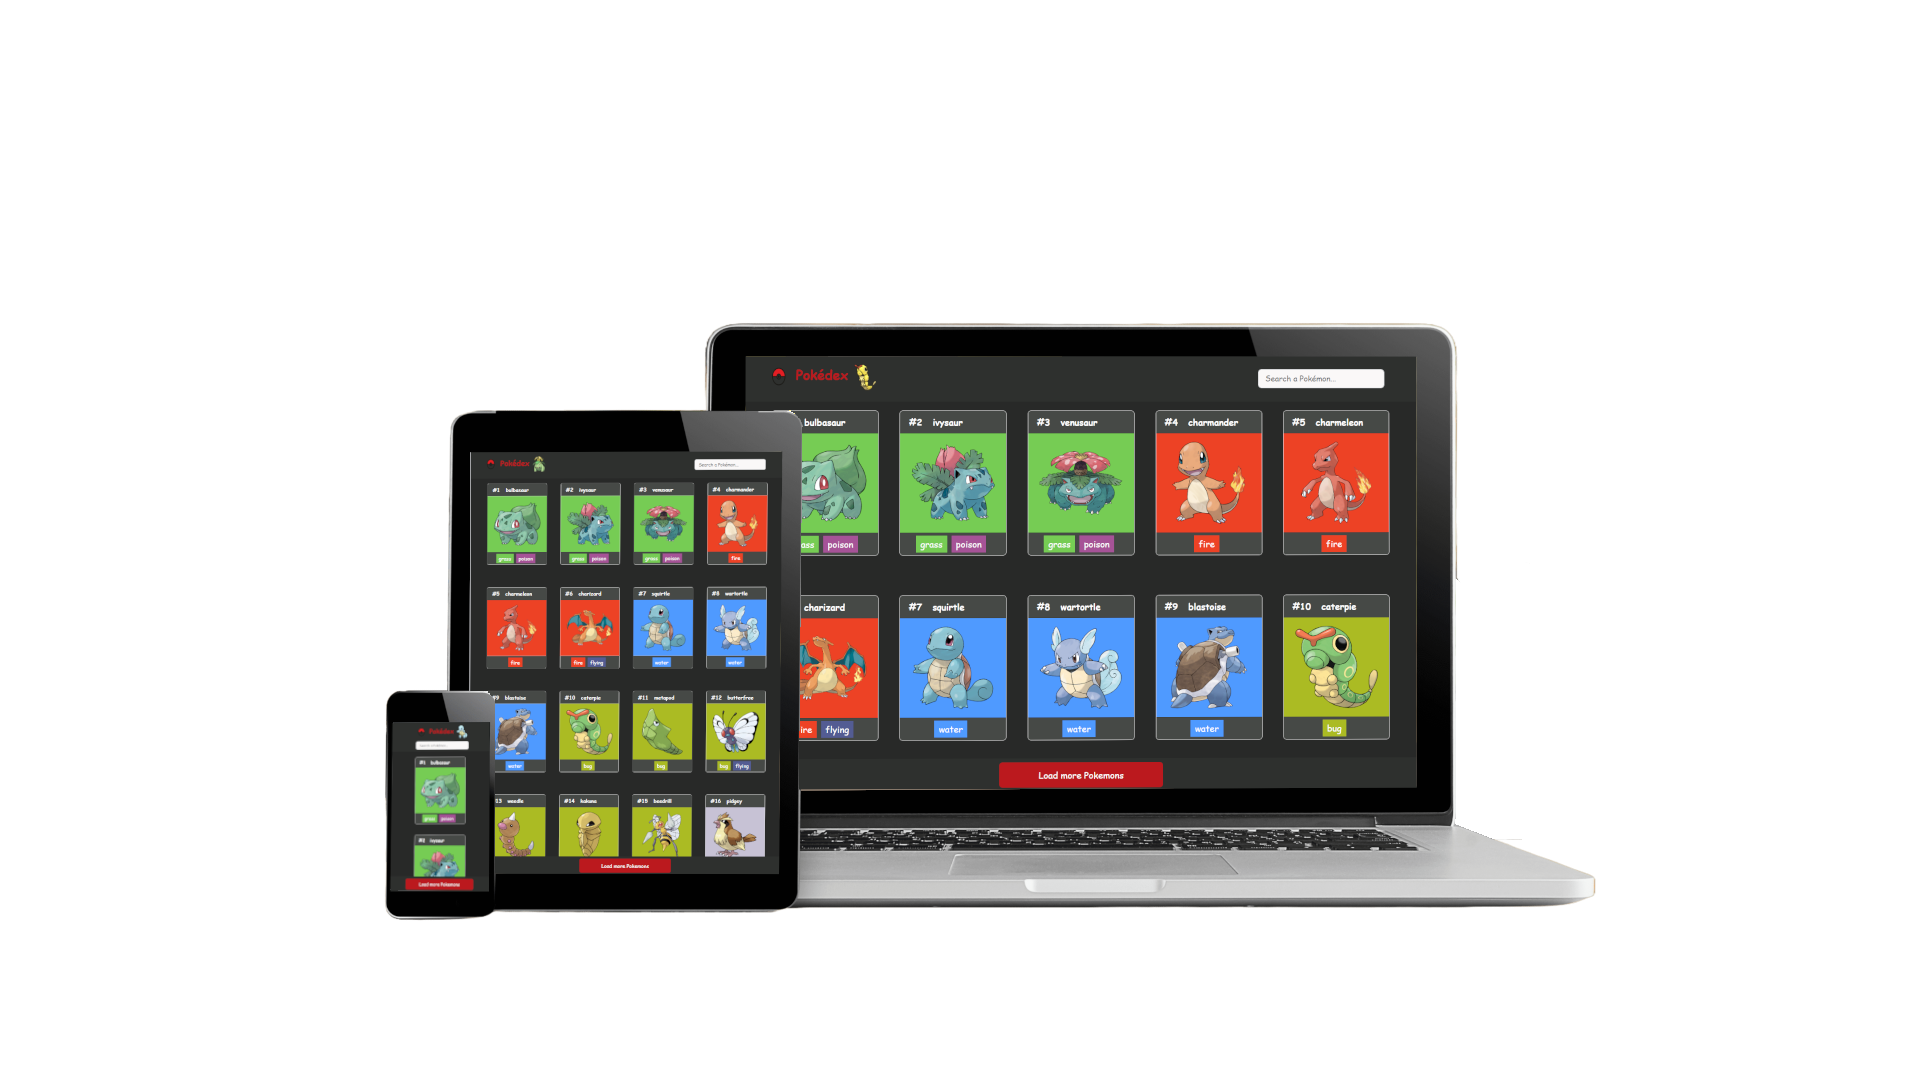 Pokédex
Search a Pokémon...
bulbasaur
#2 ivysaur
#3 venusaur
#4 charmander
#5 charmeleon
ass poison
grass poison
grass poison
fire
fire
charizard
#7 squirtle
#8 wartortle
#9 blastoise
#10 caterpie
ire flying
water
water
water
bug
Load more Pokemons
Pokédex
Search a Pokémon...
#1 bulbasaur
#2 ivysaur
#3 venusaur
#4 charmander
grass poison
grass poison
grass poison
fire
#5 charmeleon
#6 charizard
#7 squirtle
#8 wartortle
fire
fire flying
water
water
#9 blastoise
#10 caterpie
#11 metapod
#12 butterfree
water
bug
bug
bug flying
13 weedle
#14 kakuna
#15 beedrill
#16 pidgey
Load more Pokemons
Pokédex
#1 bulbasaur
grass poison
#2 ivysaur
Load more Pokemons